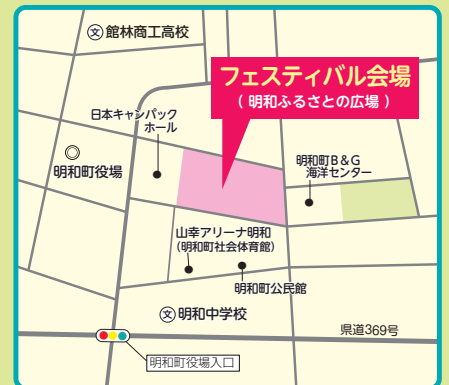 文 館林商工高校
フェスティバル会場
（ 明和ふるさとの広場 ）
日本キャンパック
ホール
明和町役場
明和町B＆G
海洋センター
山幸アリーナ明和
（明和町社会体育館）
明和町公民館
文 明和中学校
県道369号
明和町役場入口